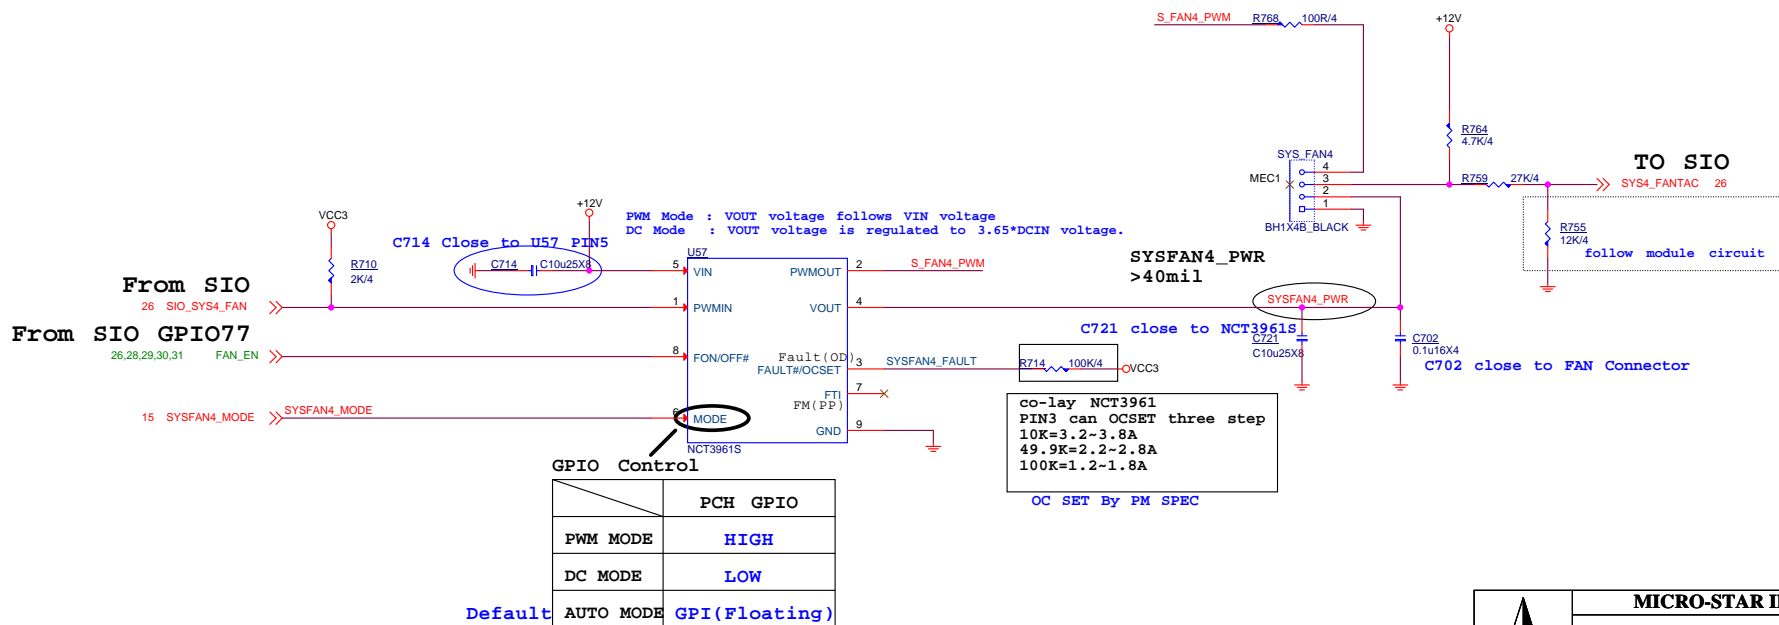 S_FAN4_PWM R768 100R/4
+12V
R764
4.7K/4
SYS_FAN4
MEC1
4
3
2
1
BH1X4B_BLACK
R759 27K/4
TO SIO
SYS4_FANTAC 26
R755
12K/4
follow module circuit
VCC3
R710
2K/4
+12V
PWM Mode : VOUT voltage follows VIN voltage
DC Mode : VOUT voltage is regulated to 3.65*DCIN voltage.
C714 Close to U57 PIN5
C714 C10u25X8
U57
5 VIN
1 PWMIN
8 FON/OFF#
6 MODE
PWMOUT 2
VOUT 4
Fault(OD)
FAULT#/OCSET 3
FTI 7
FM(PP)
GND 9
NCT3961S
S_FAN4_PWM
SYSFAN4_PWR
>40mil
SYSFAN4_PWR
C721 close to NCT3961S
C721
C10u25X8
C702
0.1u16X4
C702 close to FAN Connector
SYSFAN4_FAULT
R714 100K/4
VCC3
From SIO
26 SIO_SYS4_FAN
From SIO GPIO77
26,28,29,30,31 FAN_EN
15 SYSFAN4_MODE SYSFAN4_MODE
co-lay NCT3961
PIN3 can OCSET three step
10K=3.2~3.8A
49.9K=2.2~2.8A
100K=1.2~1.8A
OC SET By PM SPEC
GPIO Control
PCH GPIO
PWM MODE HIGH
DC MODE LOW
Default AUTO MODE GPI(Floating)
MICRO-STAR I